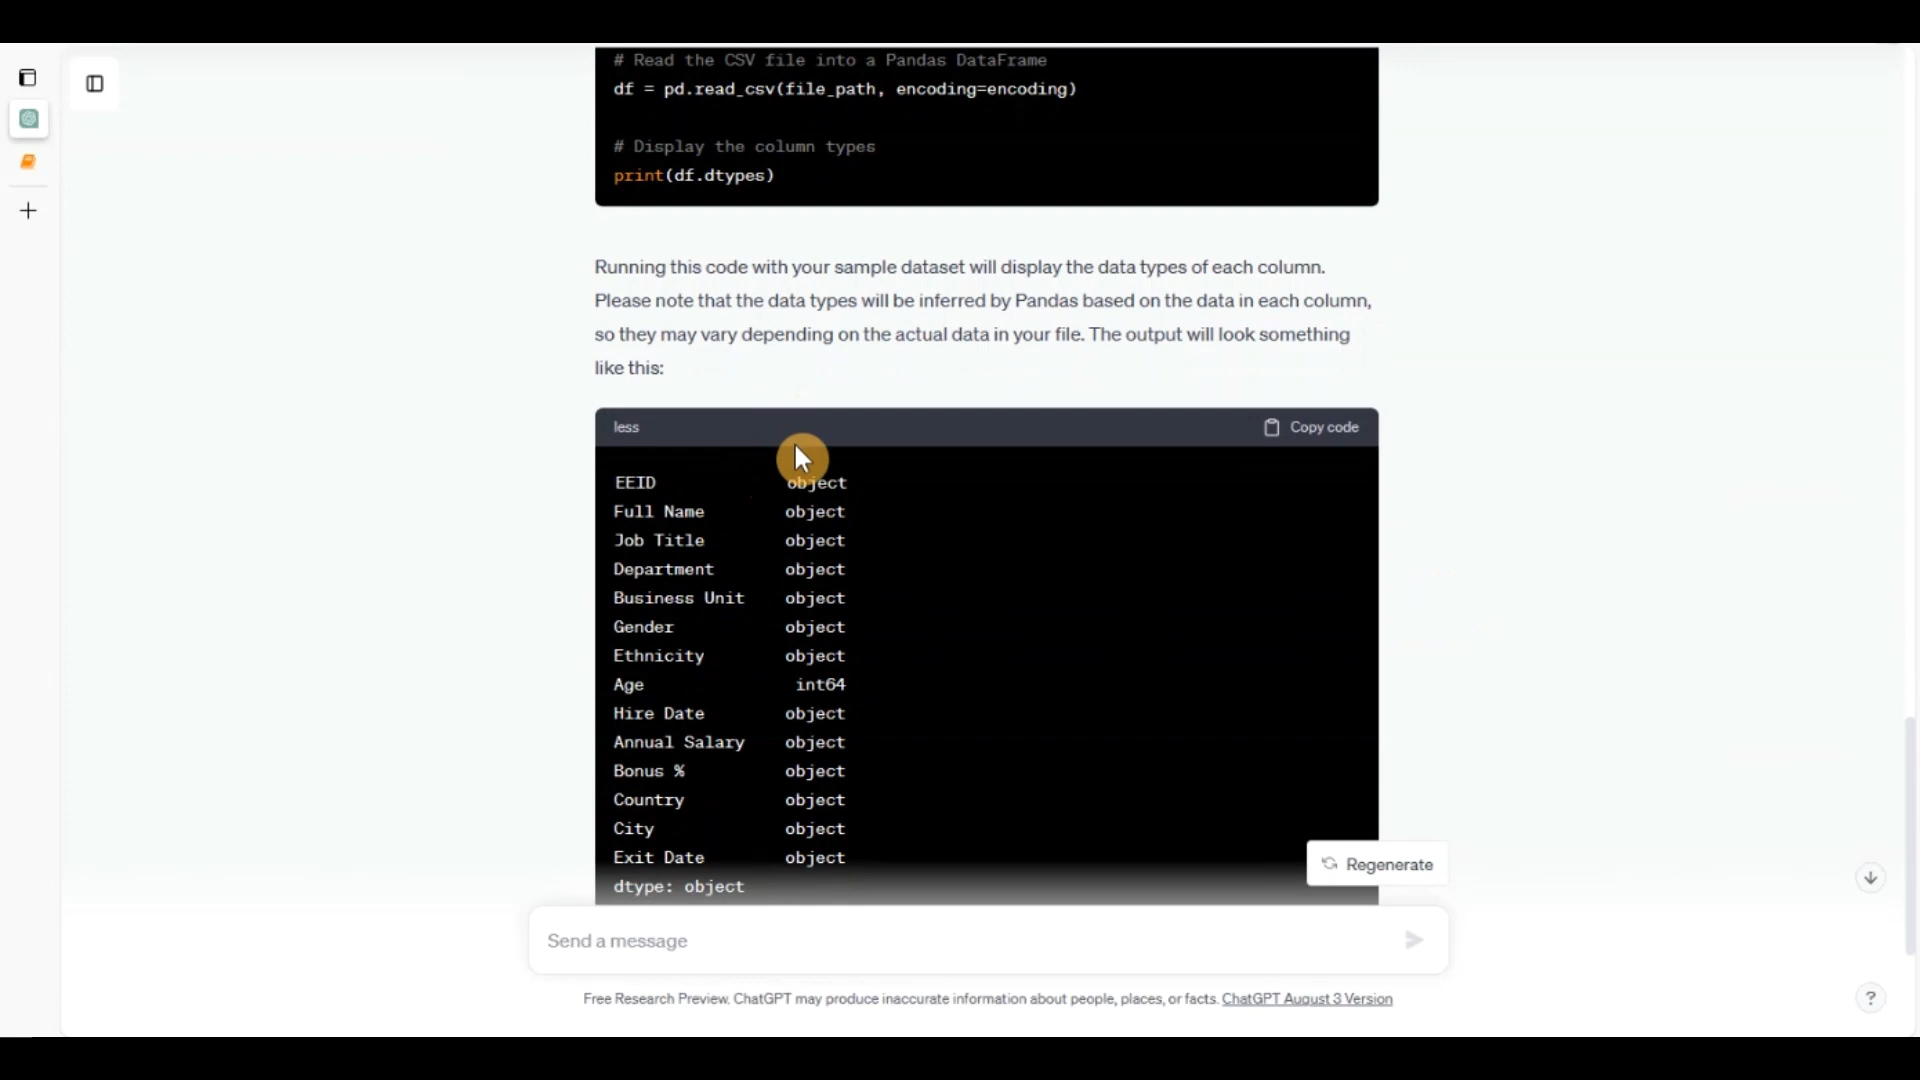 # Read the CSV file into a Pandas DataFrame
df = pd.read_csv(file_path, encoding=encoding)
# Display the column types
print(df.dtypes)
Running this code with your sample dataset will display the data types of each column.
Please note that the data types will be inferred by Pandas based on the data in each column,
so they may vary depending on the actual data in your file. The output will look something
like this:
less Copy code
EEID object
Full Name object
Job Title object
Department object
Business Unit object
Gender object
Ethnicity object
Age int64
Hire Date object
Annual Salary object
Bonus % object
Country object
City object
Exit Date object
dtype: object
Regenerate
Send a message
Free Research Preview. ChatGPT may produce inaccurate information about people, places, or facts. ChatGPT August 3 Version
?